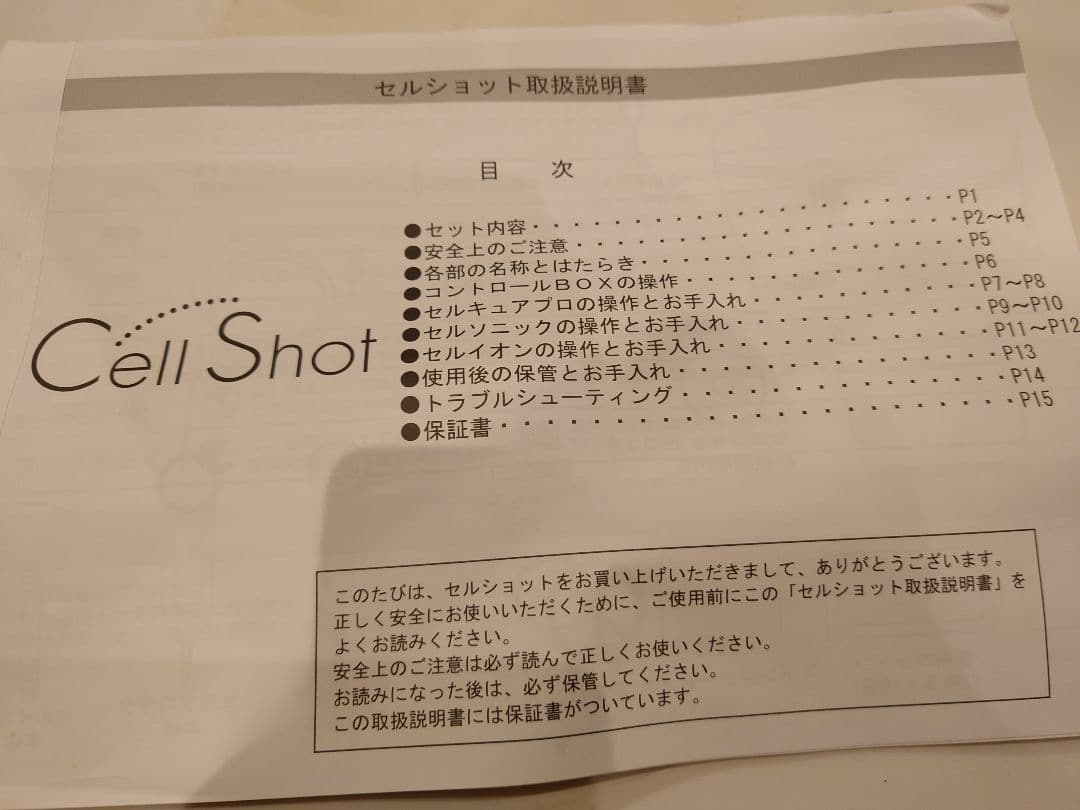 セルショット取扱説明書
目 次
●セット内容・・・・・・・・・・・・・・・・・・・・P1
●安全上のご注意・・・・・・・・・・・・・・・・・・P2～P4
●各部の名称とはたらき・・・・・・・・・・・・・・・P5
●コントロールBOXの操作・・・・・・・・・・・・・・P6
●セルキュアプロの操作とお手入れ・・・・・・・・・・P7～P8
●セルソニックの操作とお手入れ・・・・・・・・・・・P9～P10
●セルイオンの操作とお手入れ・・・・・・・・・・・・P11～P12
●使用後の保管とお手入れ・・・・・・・・・・・・・・P13
●トラブルシューティング・・・・・・・・・・・・・・P14
●保証書・・・・・・・・・・・・・・・・・・・・・・P15
Cell Shot
このたびは、セルショットをお買い上げいただきまして、ありがとうございます。
正しく安全にお使いいただくために、ご使用前にこの「セルショット取扱説明書」を
よくお読みください。
安全上のご注意は必ず読んで正しくお使いください。
お読みになった後は、必ず保管してください。
この取扱説明書には保証書がついています。